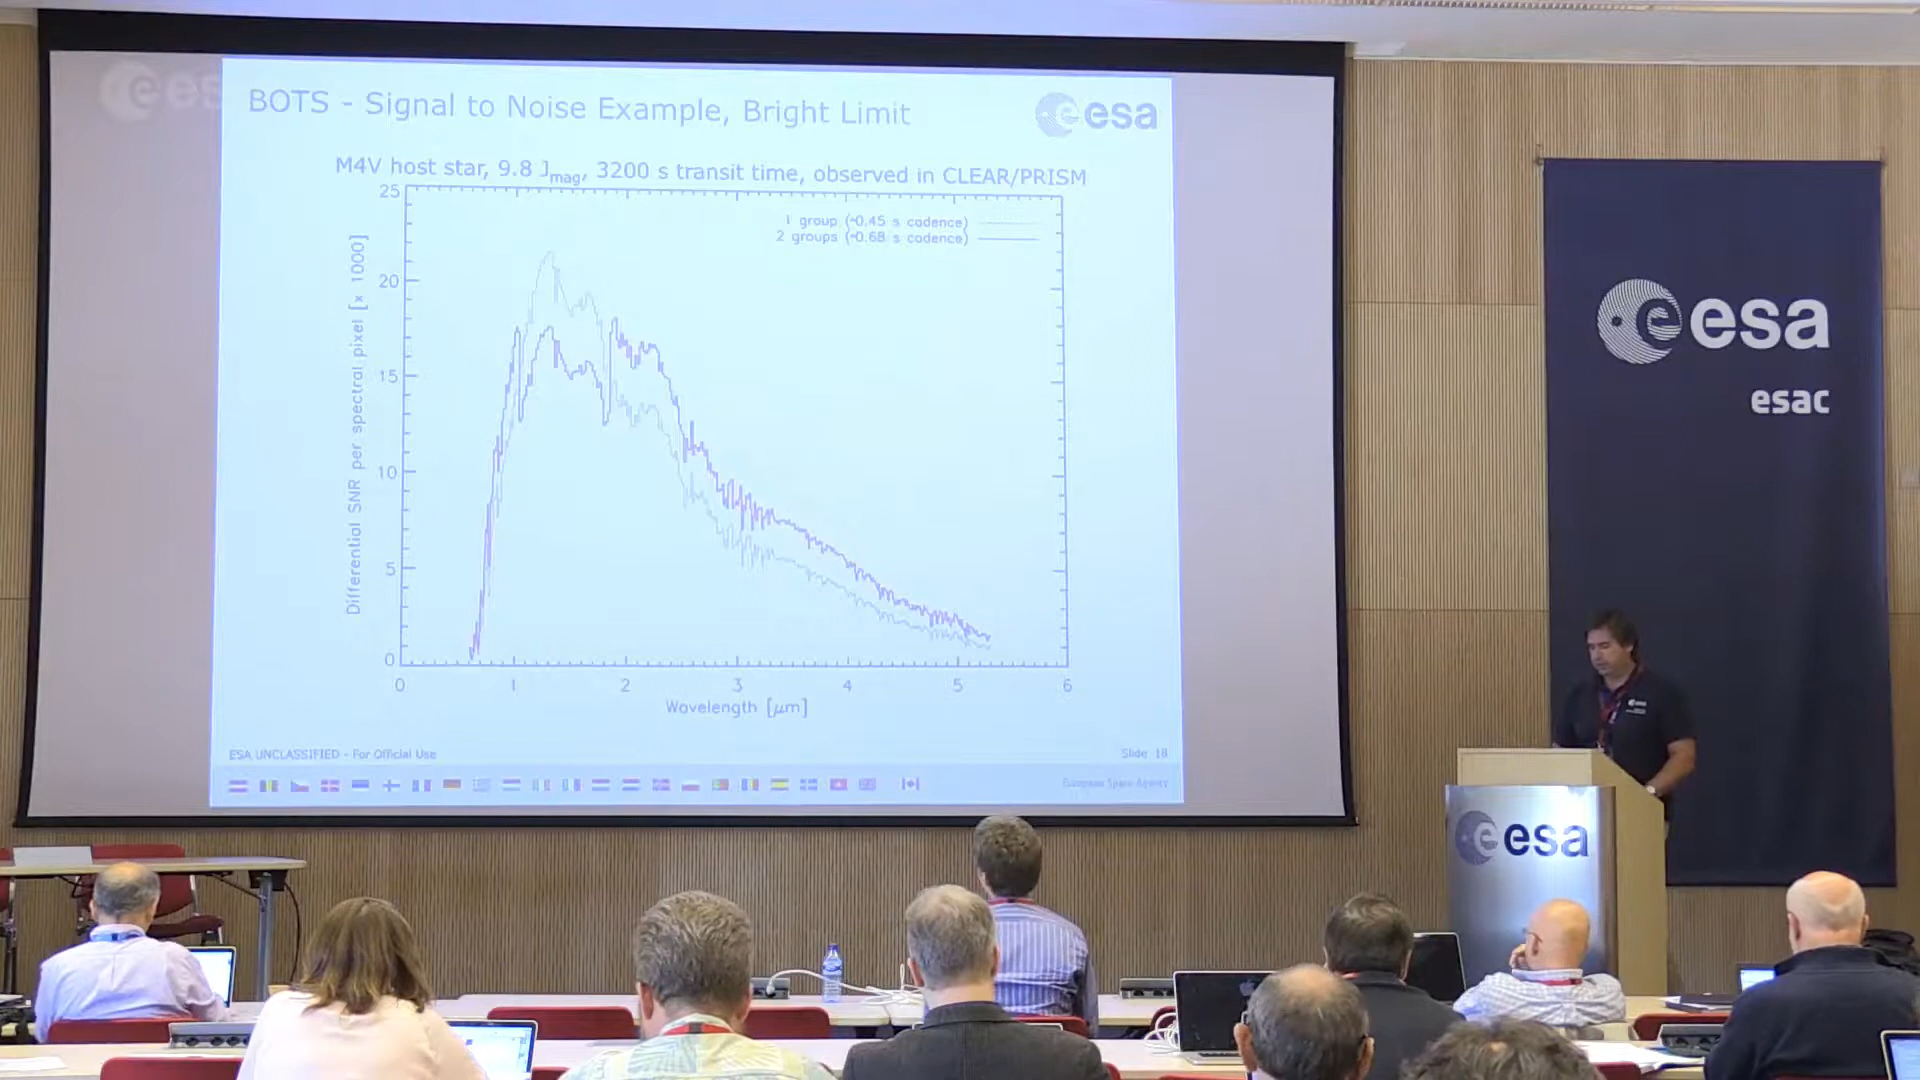 esa
BOTS - Signal to Noise Example, Bright Limit
esa
M4V host star, 9.8 Jmag, 3200 s transit time, observed in CLEAR/PRISM
1 group (~0.45 s cadence)
2 groups (~0.68 s cadence)
Differential SNR per spectral pixel [x 1000]
25
20
15
10
5
0
0 1 2 3 4 5 6
Wavelength [μm]
ESA UNCLASSIFIED - For Official Use
Slide 18
European Space Agency
esa
esac
esa
esa